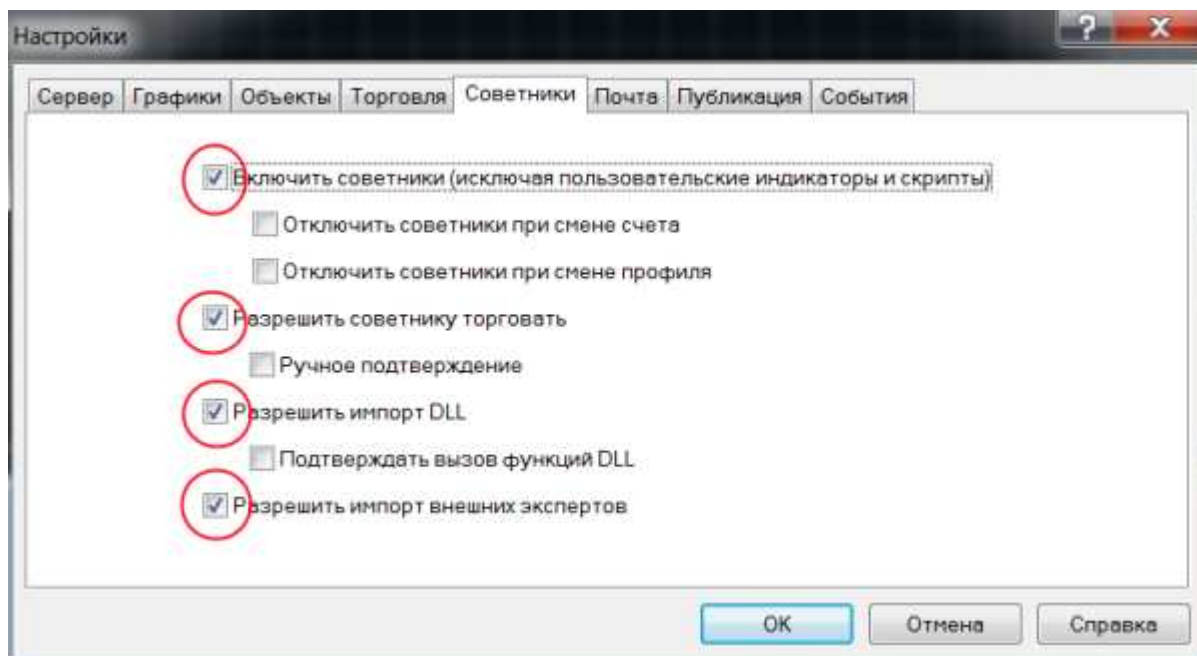 Настройки
?
X
Сервер Графики Объекты Торговля Советники Почта Публикация События
Включить советники (исключая пользовательские индикаторы и скрипты)
Отключить советники при смене счета
Отключить советники при смене профиля
Разрешить советнику торговать
Ручное подтверждение
Разрешить импорт DLL
Подтверждать вызов функций DLL
Разрешить импорт внешних экспертов
OK Отмена Справка